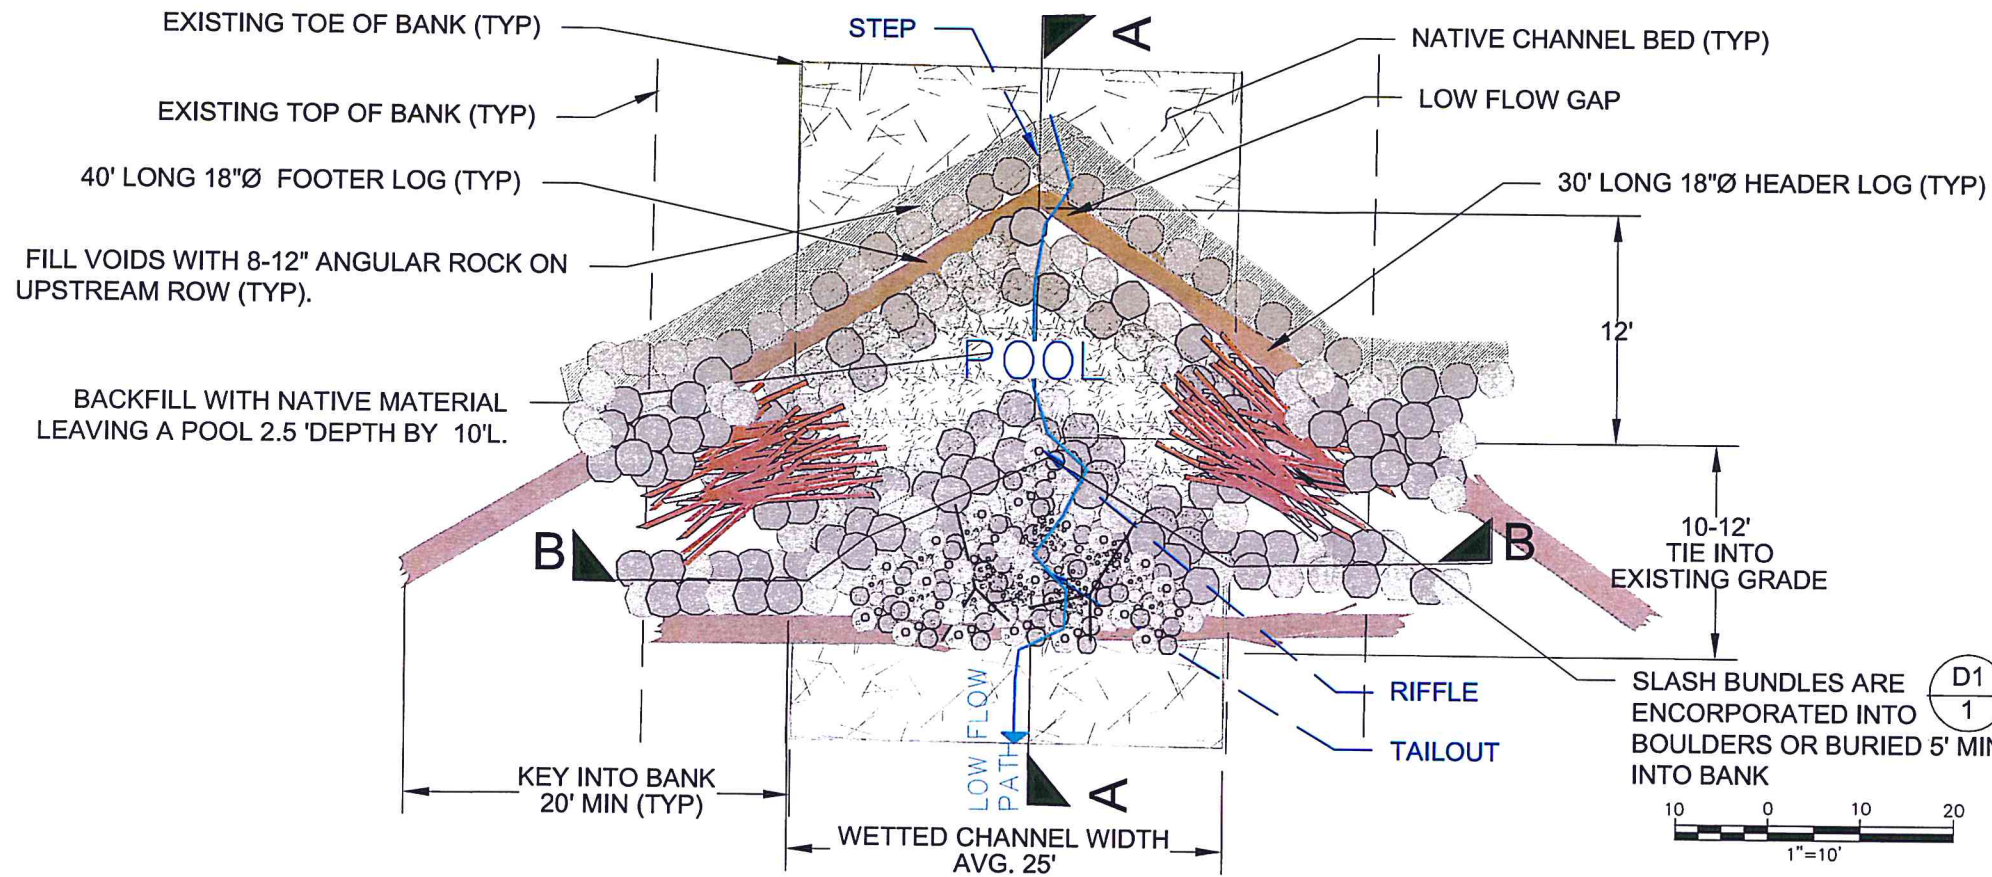 EXISTING TOE OF BANK (TYP)
STEP
A
NATIVE CHANNEL BED (TYP)
EXISTING TOP OF BANK (TYP)
LOW FLOW GAP
40' LONG 18"Ø FOOTER LOG (TYP)
30' LONG 18"Ø HEADER LOG (TYP)
FILL VOIDS WITH 8-12" ANGULAR ROCK ON
UPSTREAM ROW (TYP).
12'
POOL
BACKFILL WITH NATIVE MATERIAL
LEAVING A POOL 2.5 'DEPTH BY 10'L.
B
B
10-12'
TIE INTO
EXISTING GRADE
RIFFLE
TAILOUT
SLASH BUNDLES ARE
ENCORPORATED INTO
BOULDERS OR BURIED 5' MIN
INTO BANK
D1
1
LOW FLOW
PATH
A
KEY INTO BANK
20' MIN (TYP)
WETTED CHANNEL WIDTH
AVG. 25'
10 0 10 20
1"=10'